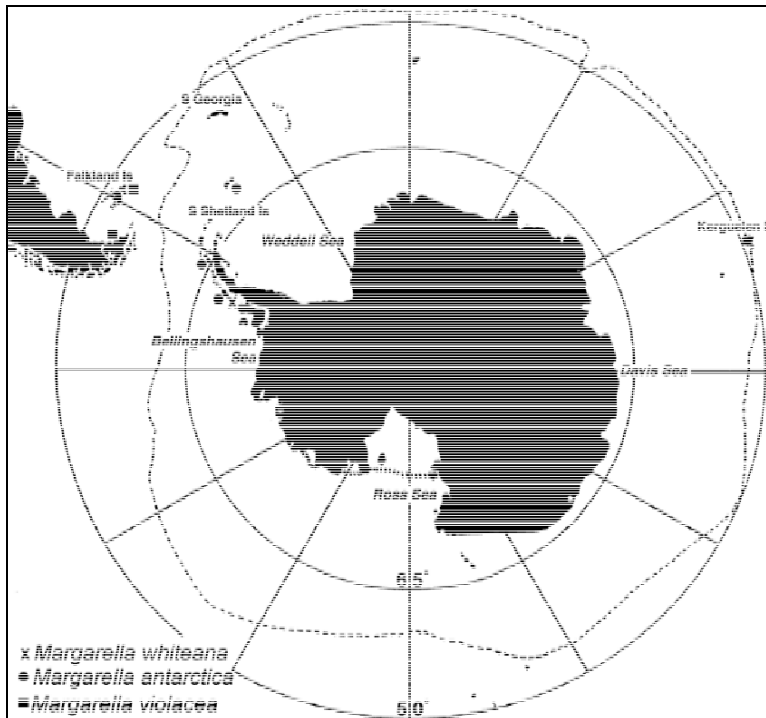 S Georgia
Falkland Is
S Shetland Is
Weddell Sea
Kerguelen
Bellingshausen
Sea
Davis Sea
Ross Sea
65°
x Margarella whiteana
● Margarella antarctica
■ Margarella violacea
50°